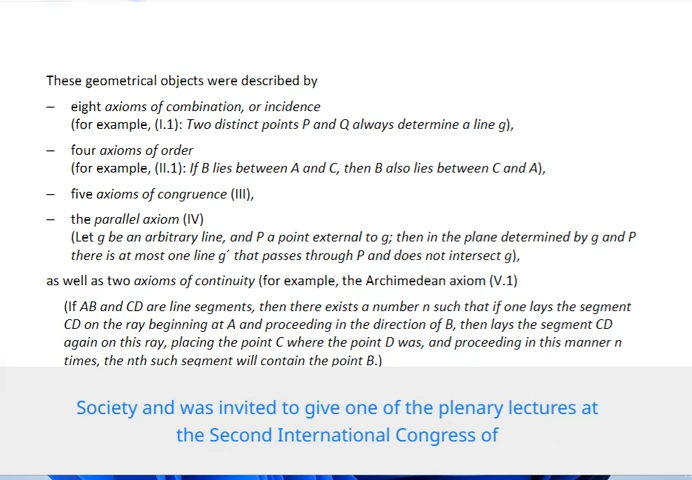 These geometrical objects were described by
– eight axioms of combination, or incidence
(for example, (I.1): Two distinct points P and Q always determine a line g),
– four axioms of order
(for example, (II.1): If B lies between A and C, then B also lies between C and A),
– five axioms of congruence (III),
– the parallel axiom (IV)
(Let g be an arbitrary line, and P a point external to g; then in the plane determined by g and P
there is at most one line g´ that passes through P and does not intersect g),
as well as two axioms of continuity (for example, the Archimedean axiom (V.1)
(If AB and CD are line segments, then there exists a number n such that if one lays the segment
CD on the ray beginning at A and proceeding in the direction of B, then lays the segment CD
again on this ray, placing the point C where the point D was, and proceeding in this manner n
times, the nth such segment will contain the point B.)
Society and was invited to give one of the plenary lectures at
the Second International Congress of